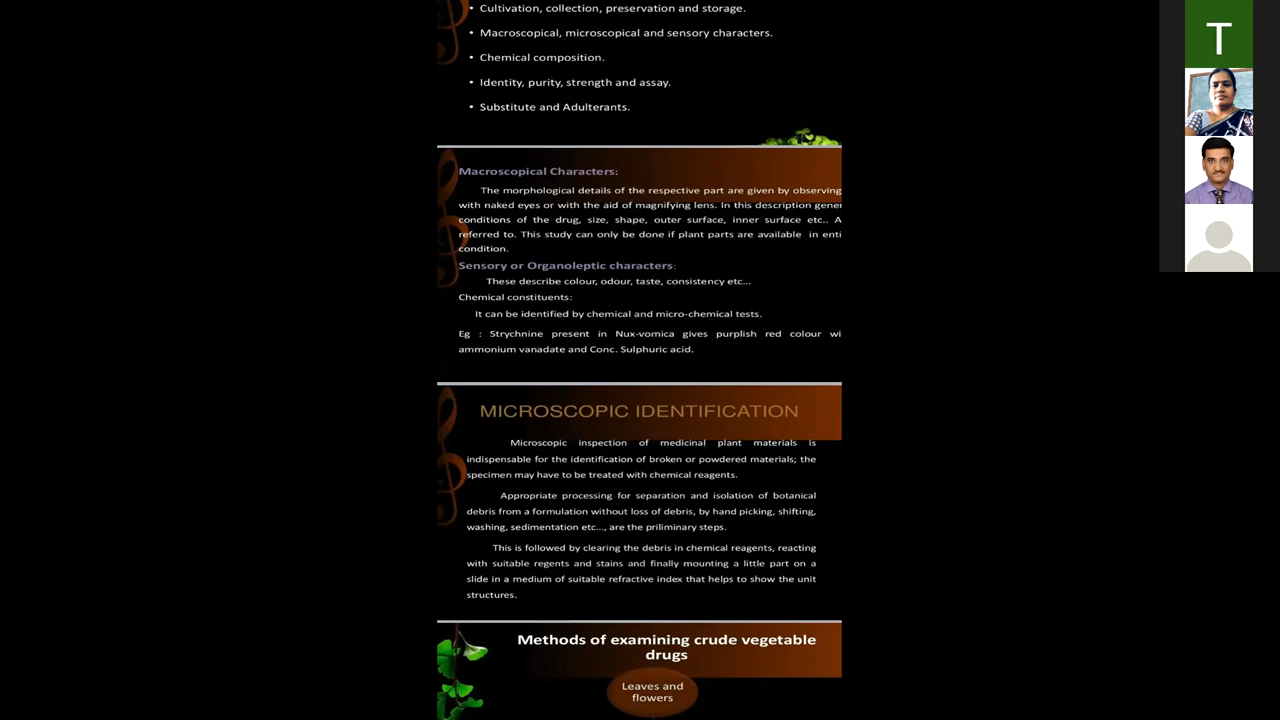 • Cultivation, collection, preservation and storage.
• Macroscopical, microscopical and sensory characters.
• Chemical composition.
• Identity, purity, strength and assay.
• Substitute and Adulterants.
Macroscopical Characters:
The morphological details of the respective part are given by observing
with naked eyes or with the aid of magnifying lens. In this description gener
conditions of the drug, size, shape, outer surface, inner surface etc.. A
referred to. This study can only be done if plant parts are available in enti
condition.
Sensory or Organoleptic characters:
These describe colour, odour, taste, consistency etc...
Chemical constituents:
It can be identified by chemical and micro-chemical tests.
Eg : Strychnine present in Nux-vomica gives purplish red colour wi
ammonium vanadate and Conc. Sulphuric acid.
MICROSCOPIC IDENTIFICATION
Microscopic inspection of medicinal plant materials is
indispensable for the identification of broken or powdered materials; the
specimen may have to be treated with chemical reagents.
Appropriate processing for separation and isolation of botanical
debris from a formulation without loss of debris, by hand picking, shifting,
washing, sedimentation etc..., are the priliminary steps.
This is followed by clearing the debris in chemical reagents, reacting
with suitable regents and stains and finally mounting a little part on a
slide in a medium of suitable refractive index that helps to show the unit
structures.
Methods of examining crude vegetable
drugs
Leaves and
flowers
T